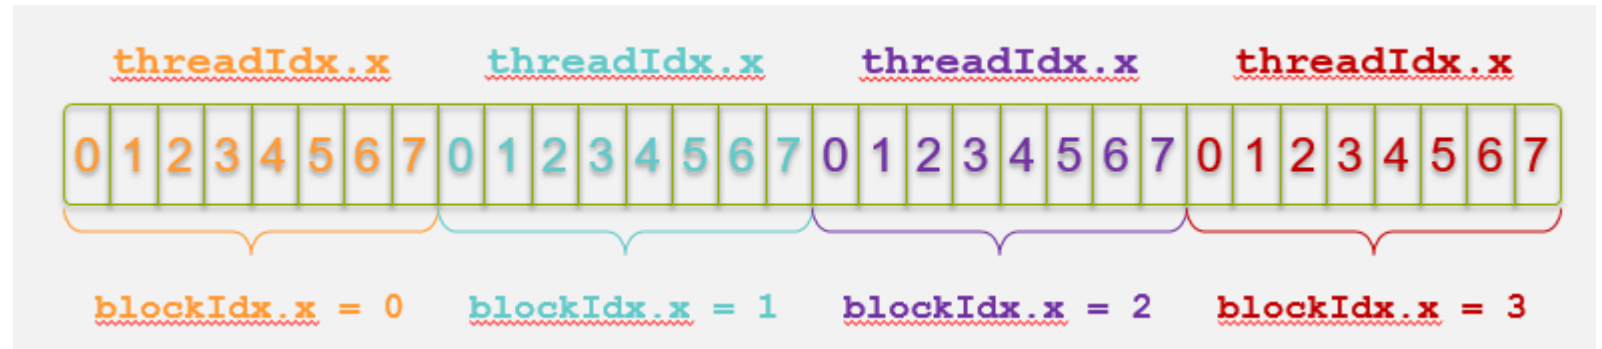 threadIdx.x threadIdx.x threadIdx.x threadIdx.x
0 1 2 3 4 5 6 7 0 1 2 3 4 5 6 7 0 1 2 3 4 5 6 7 0 1 2 3 4 5 6 7
blockIdx.x = 0 blockIdx.x = 1 blockIdx.x = 2 blockIdx.x = 3